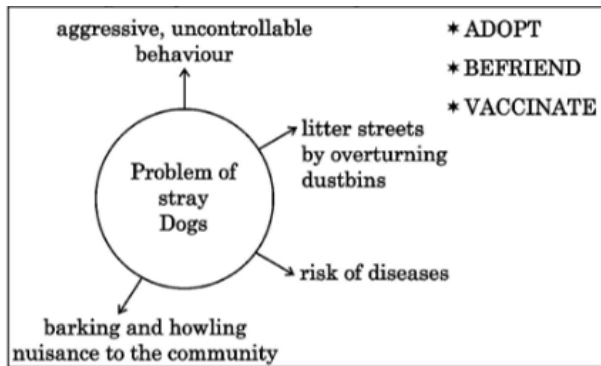 aggressive, uncontrollable
behaviour
* ADOPT
* BEFRIEND
* VACCINATE
litter streets
by overturning
dustbins
Problem of
stray
Dogs
risk of diseases
barking and howling
nuisance to the community